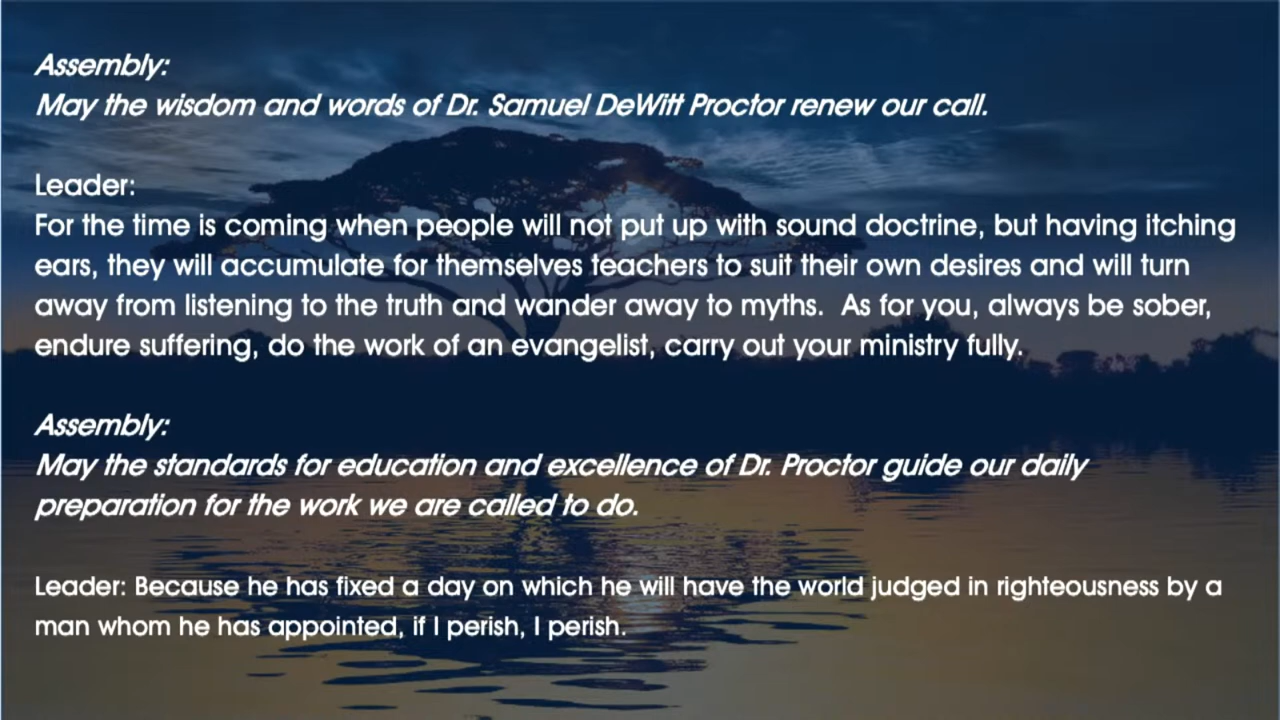 Assembly:
May the wisdom and words of Dr. Samuel DeWitt Proctor renew our call.
Leader:
For the time is coming when people will not put up with sound doctrine, but having itching
ears, they will accumulate for themselves teachers to suit their own desires and will turn
away from listening to the truth and wander away to myths.  As for you, always be sober,
endure suffering, do the work of an evangelist, carry out your ministry fully.
Assembly:
May the standards for education and excellence of Dr. Proctor guide our daily
preparation for the work we are called to do.
Leader: Because he has fixed a day on which he will have the world judged in righteousness by a
man whom he has appointed, if I perish, I perish.